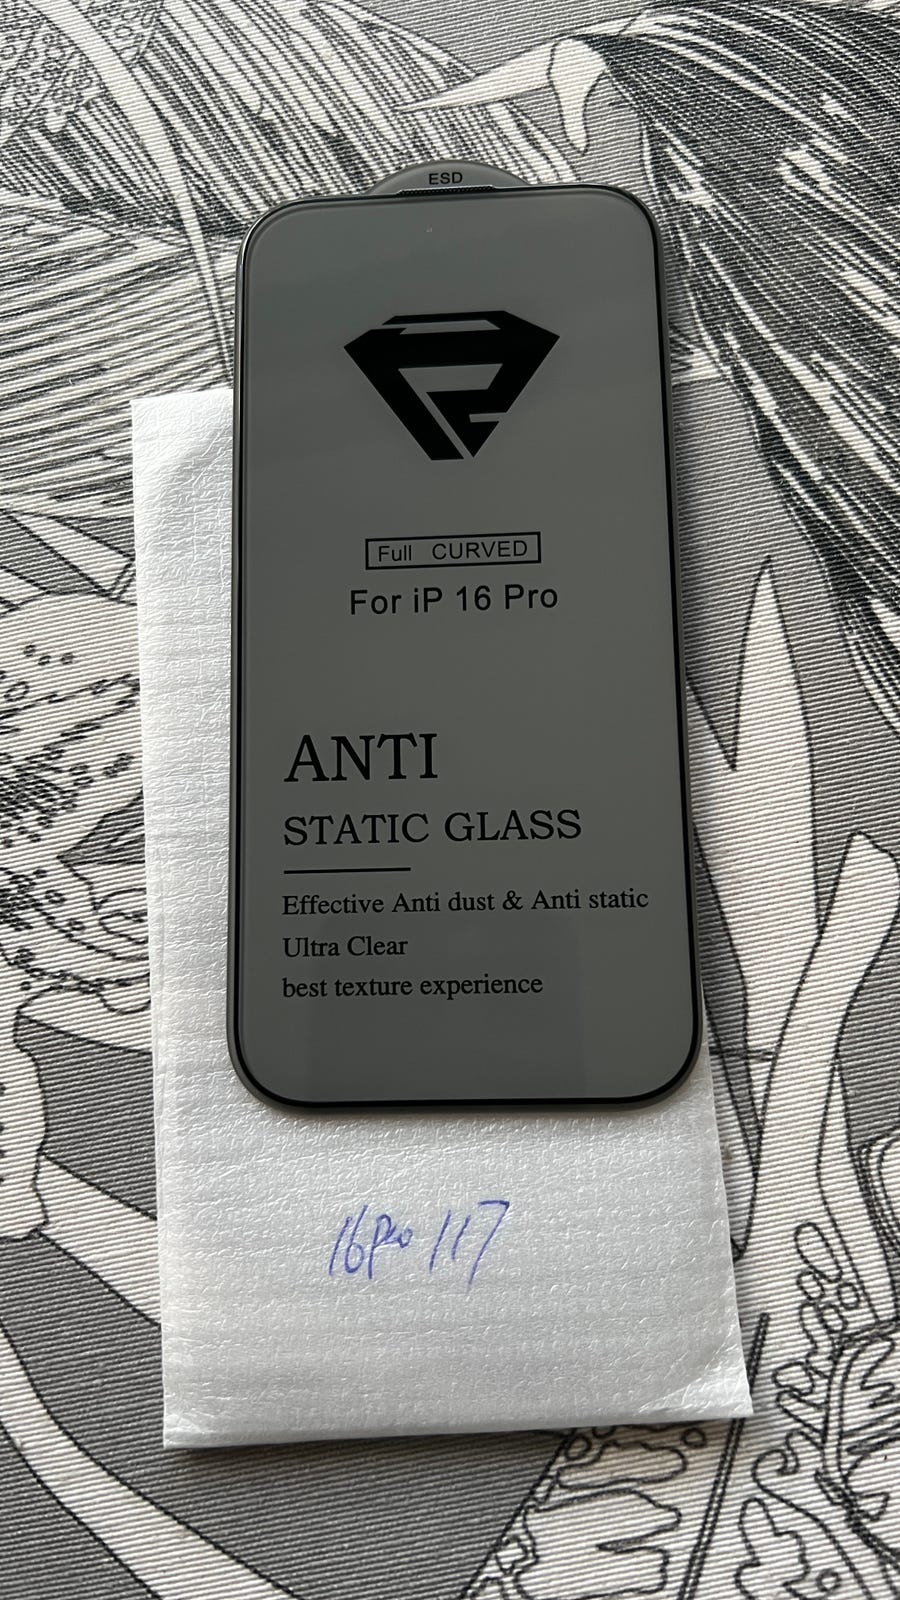 ESD
Full CURVED
For iP 16 Pro
ANTI
STATIC GLASS
Effective Anti dust & Anti static
Ultra Clear
best texture experience
16Pro 117